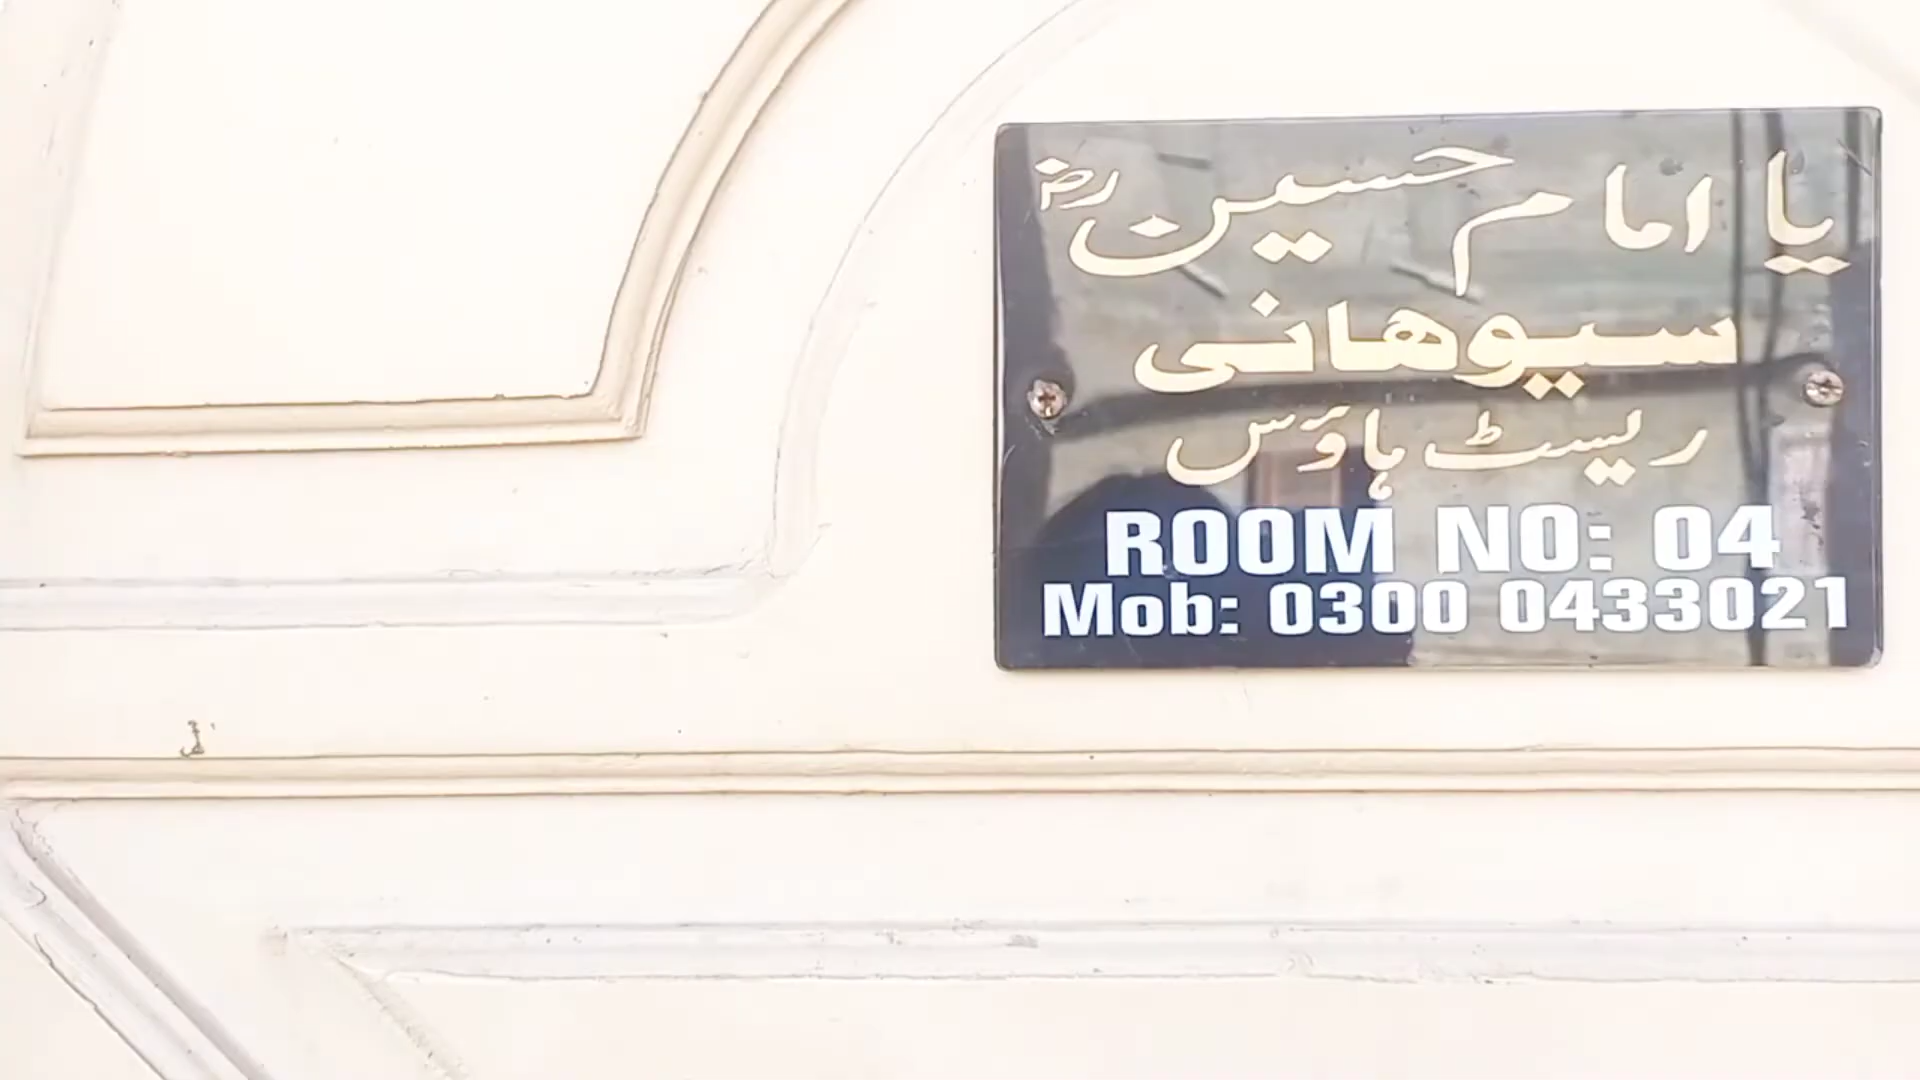 یا امام حسین رض
سیوھانی
ریسٹ ہاؤس
ROOM NO: 04
Mob: 0300 0433021